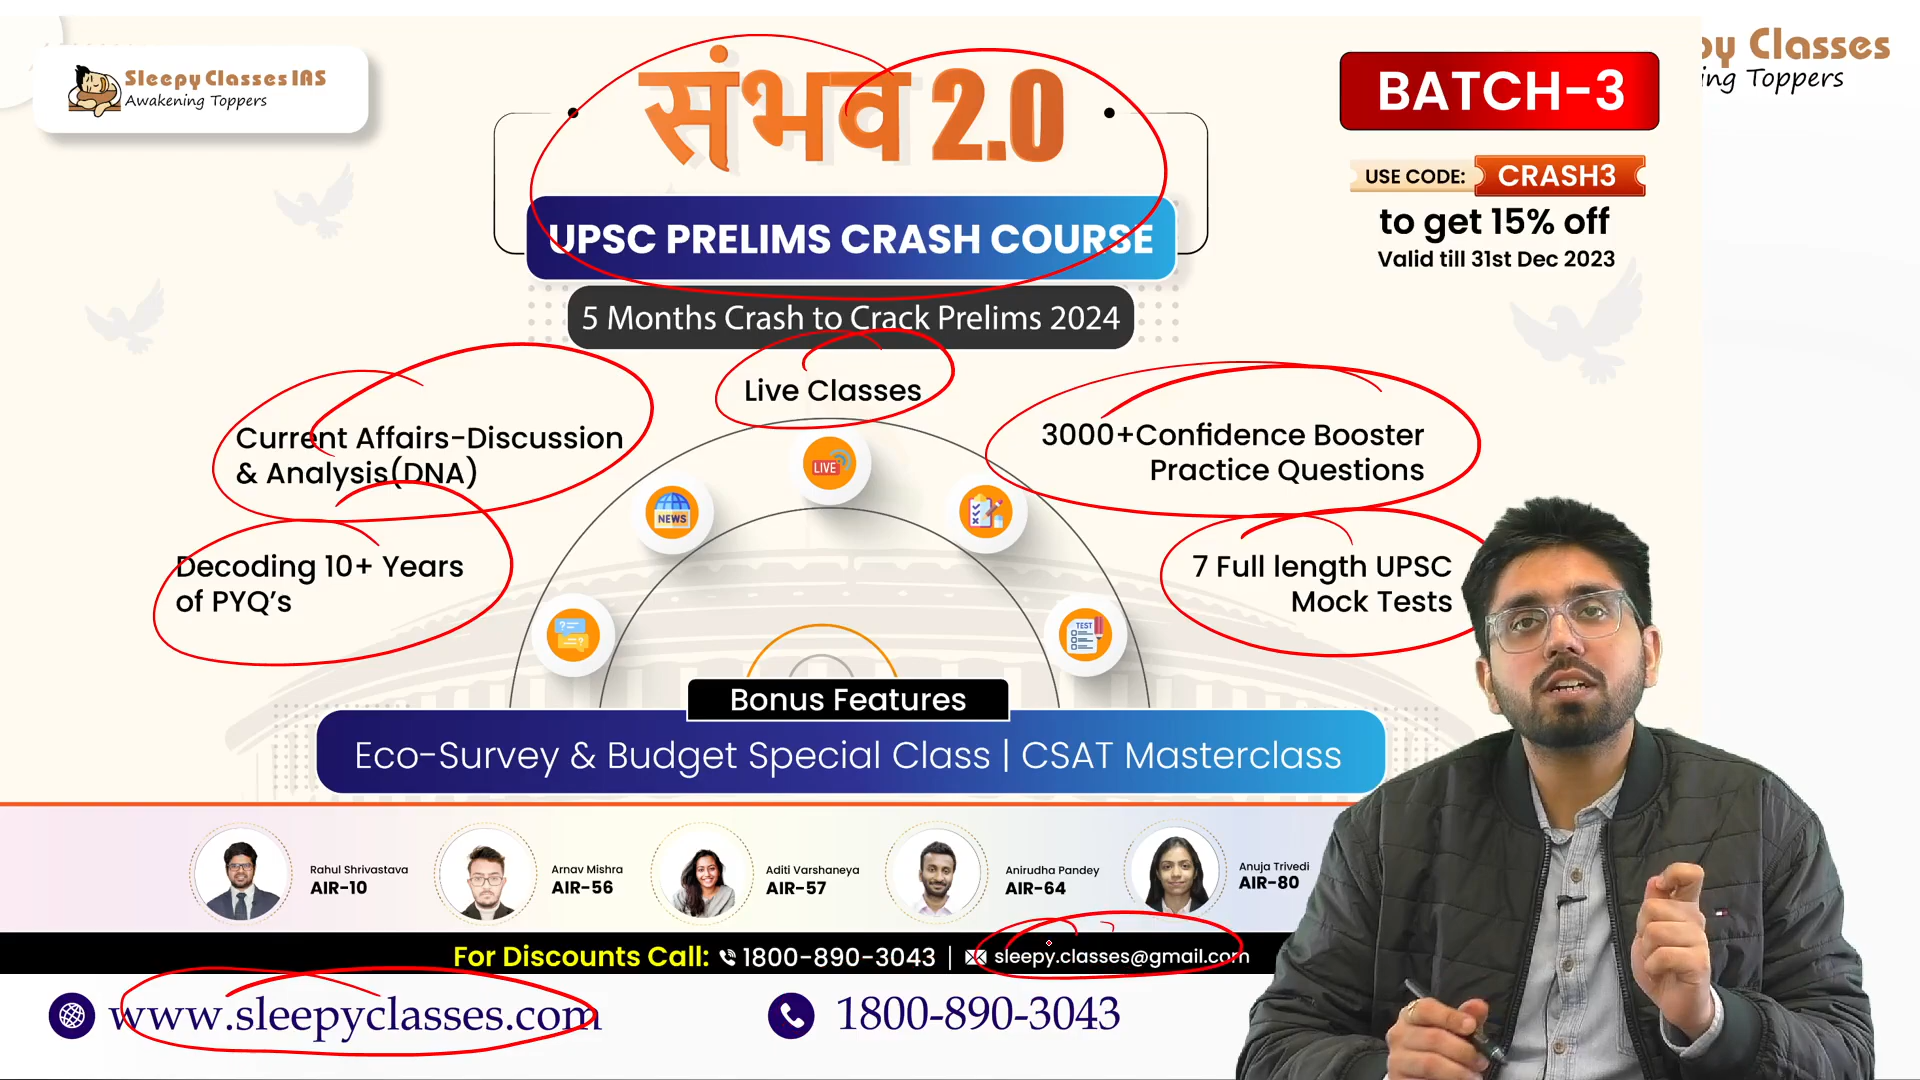 Sleepy Classes IAS
Awakening Toppers
संभव 2.0
UPSC PRELIMS CRASH COURSE
5 Months Crash to Crack Prelims 2024
BATCH-3
Classes
Toppers
USE CODE: CRASH3
to get 15% off
Valid till 31st Dec 2023
Live Classes
Current Affairs-Discussion
& Analysis(DNA)
3000+Confidence Booster
Practice Questions
LIVE
NEWS
Decoding 10+ Years
of PYQ's
7 Full length UPSC
Mock Tests
TEST
Bonus Features
Eco-Survey & Budget Special Class | CSAT Masterclass
Rahul Shrivastava
AIR-10
Arnav Mishra
AIR-56
Aditi Varshaneya
AIR-57
Anirudha Pandey
AIR-64
Anuja Trivedi
AIR-80
For Discounts Call: 1800-890-3043 | sleepy.classes@gmail.com
www.sleepyclasses.com
1800-890-3043